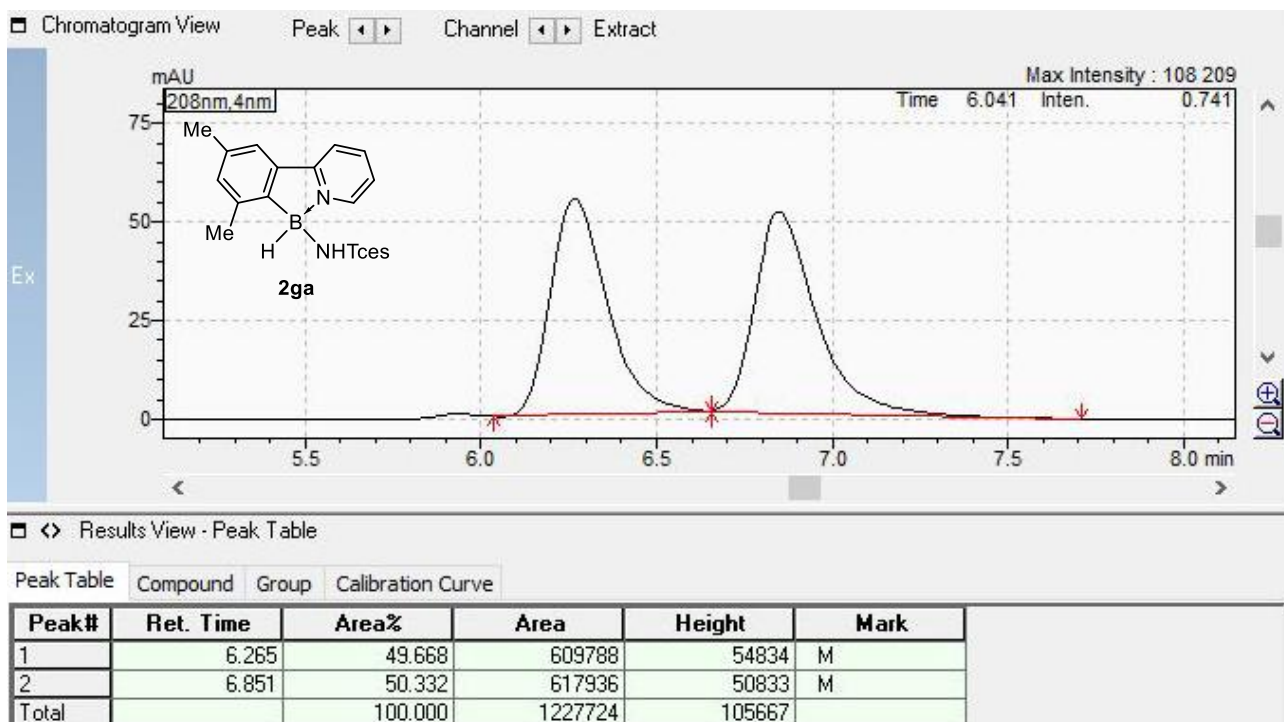 Chromatogram View Peak Channel Extract
mAU
Max Intensity : 108 209
208nm,4nm
Time 6.041 Inten. 0.741
75
50
25
0
Me
N
B
Me
H
NHTces
2ga
Ex
5.5 6.0 6.5 7.0 7.5 8.0 min
Results View - Peak Table
Peak Table Compound Group Calibration Curve
Peak# Ret. Time Area% Area Height Mark
1 6.265 49.668 609788 54834 M
2 6.851 50.332 617936 50833 M
Total 100.000 1227724 105667